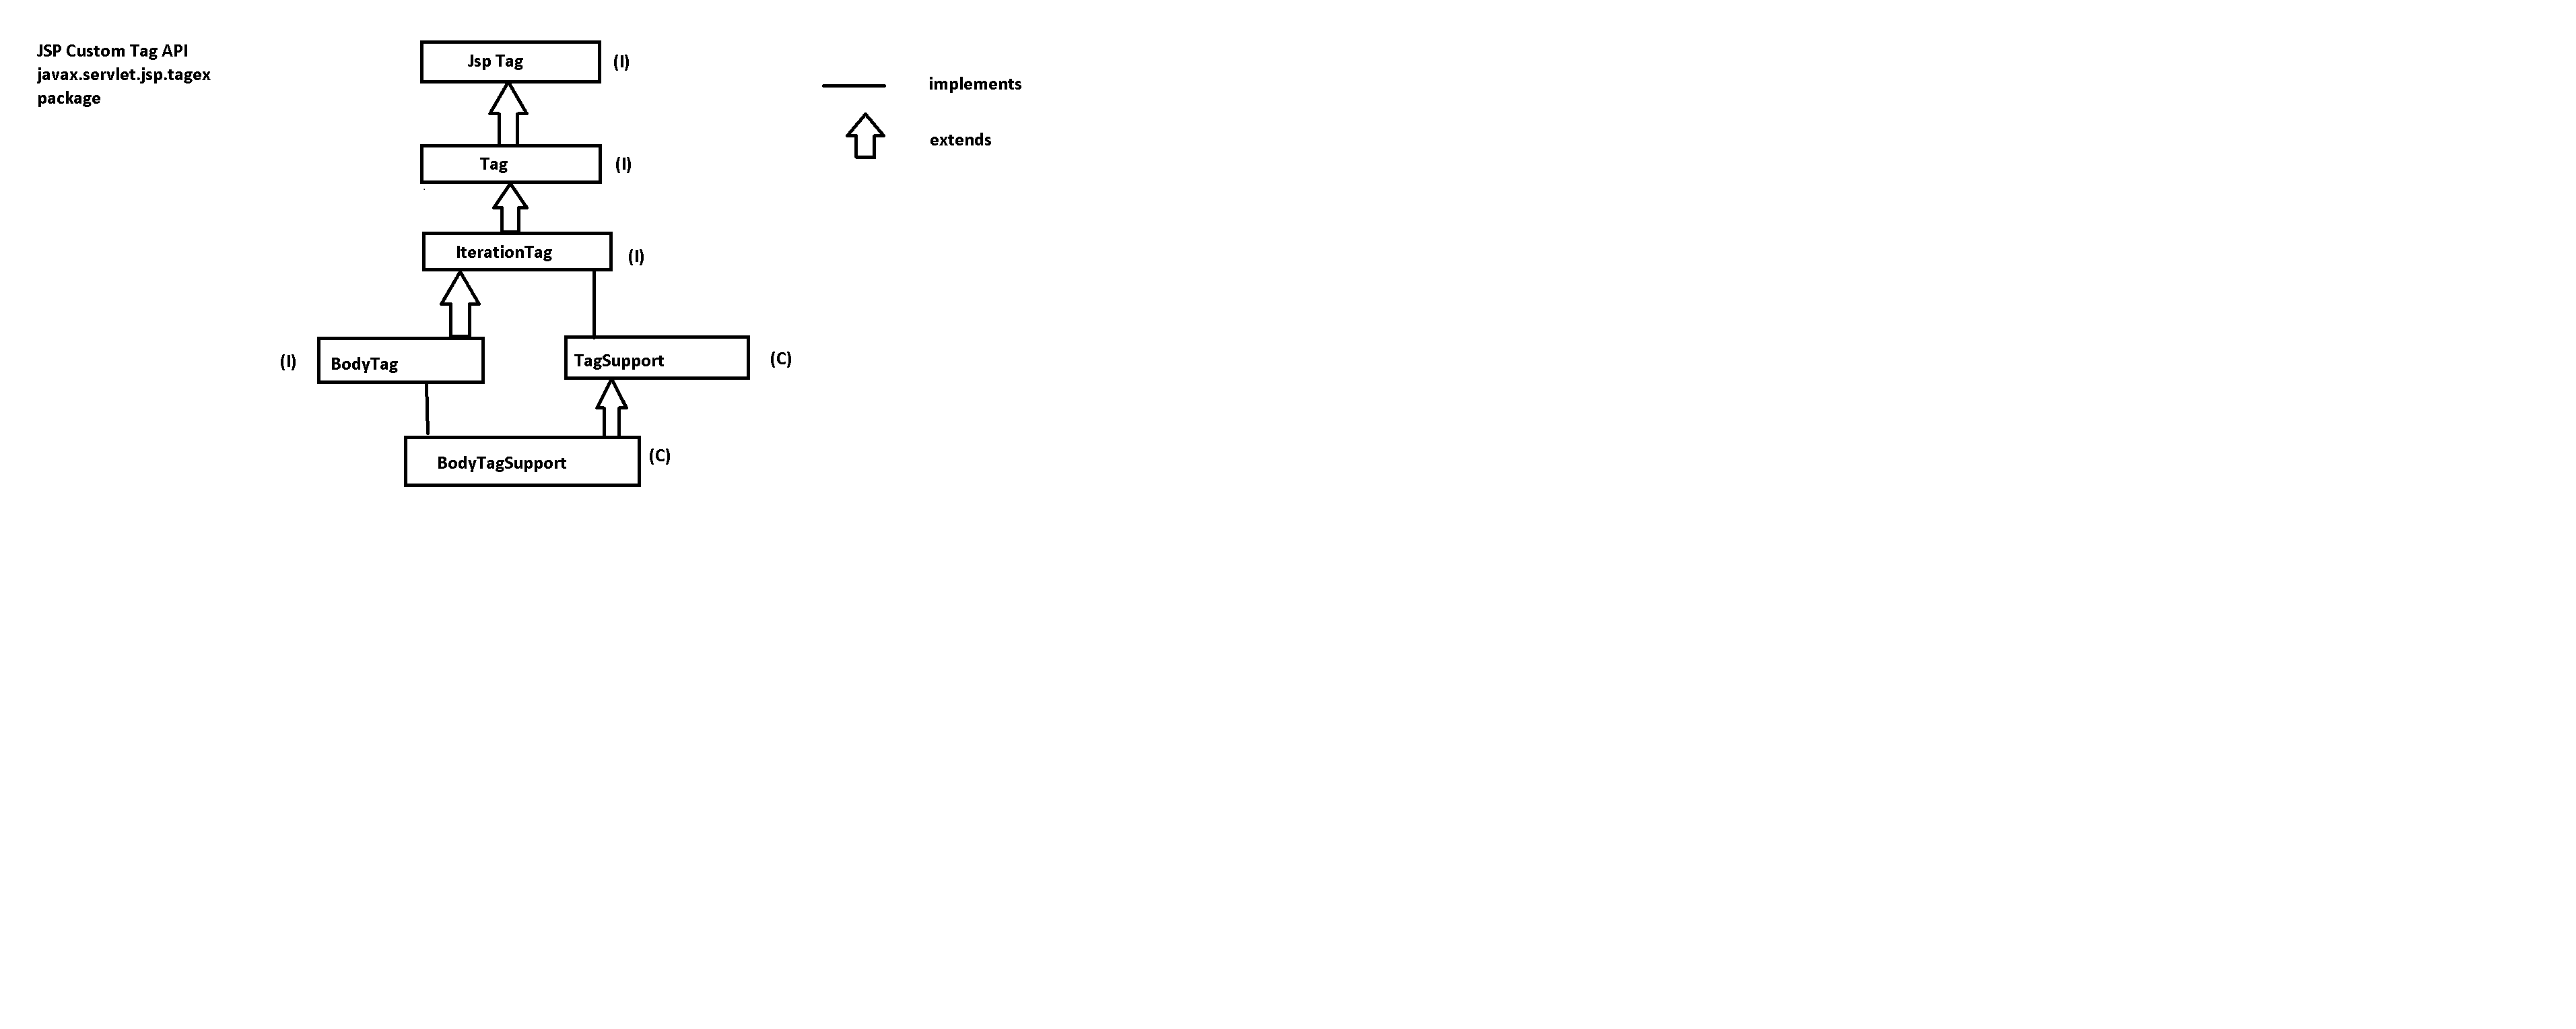 JSP Custom Tag API
javax.servlet.jsp.tagex
package
Jsp Tag (I)
implements
extends
Tag (I)
IterationTag (I)
(I) BodyTag
TagSupport (C)
BodyTagSupport (C)